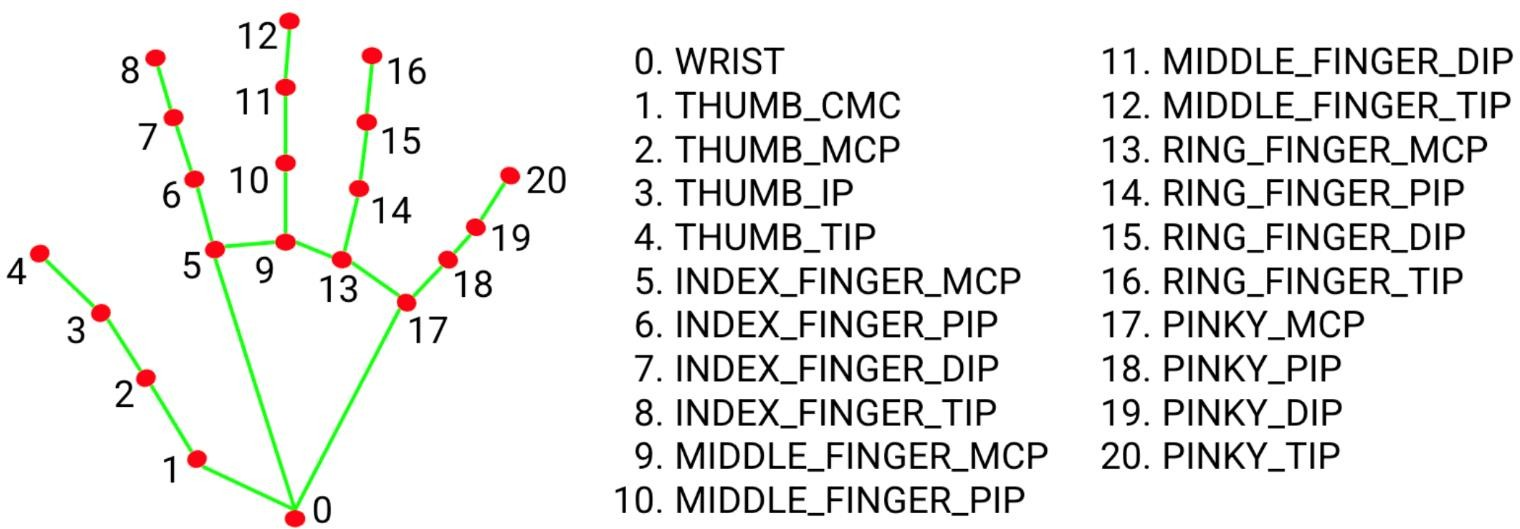 12
8
16
11
7
15
10
6
14
20
5
9
13
19
18
4
17
3
2
1
0
0. WRIST
1. THUMB_CMC
2. THUMB_MCP
3. THUMB_IP
4. THUMB_TIP
5. INDEX_FINGER_MCP
6. INDEX_FINGER_PIP
7. INDEX_FINGER_DIP
8. INDEX_FINGER_TIP
9. MIDDLE_FINGER_MCP
10. MIDDLE_FINGER_PIP
11. MIDDLE_FINGER_DIP
12. MIDDLE_FINGER_TIP
13. RING_FINGER_MCP
14. RING_FINGER_PIP
15. RING_FINGER_DIP
16. RING_FINGER_TIP
17. PINKY_MCP
18. PINKY_PIP
19. PINKY_DIP
20. PINKY_TIP